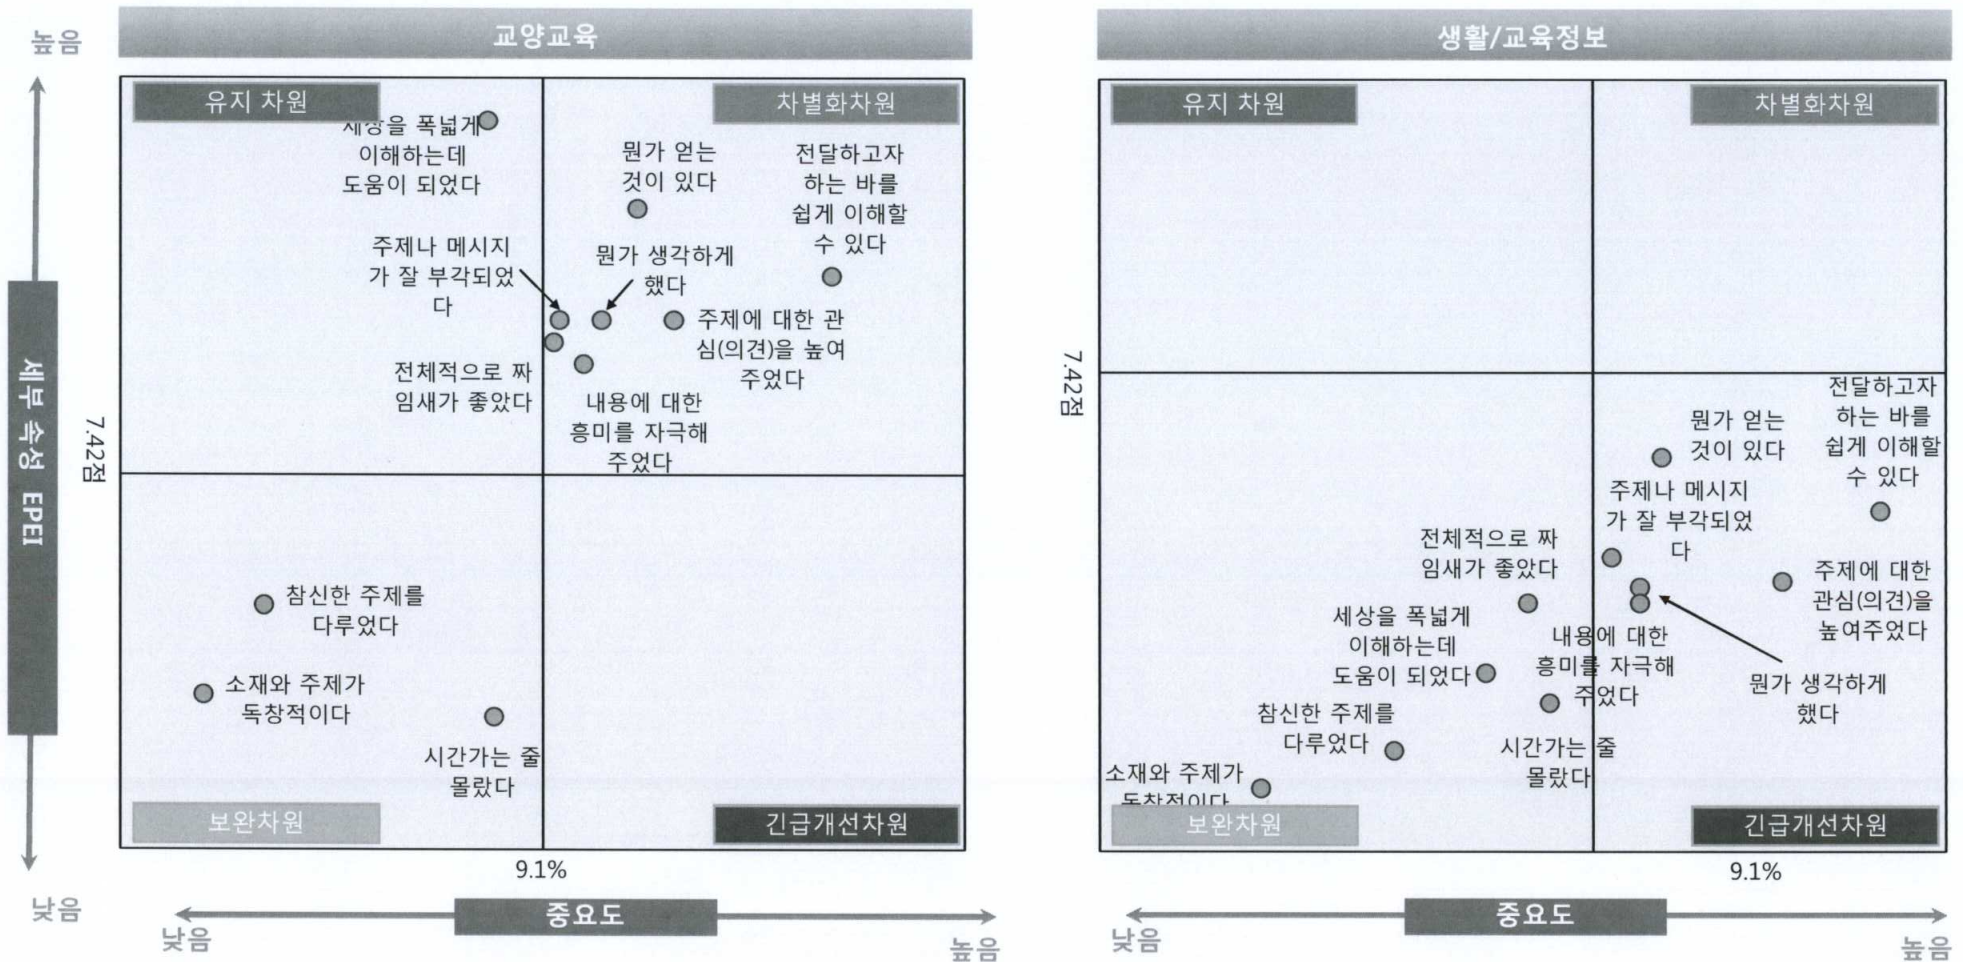 높음
세부 속성 EPEI
낮음
교양교육
유지 차원
차별화차원
세상을 폭넓게
이해하는데
도움이 되었다
뭔가 얻는
것이 있다
전달하고자
하는 바를
쉽게 이해할
수 있다
주제나 메시지
가 잘 부각되었
다
뭔가 생각하게
했다
주제에 대한 관
심(의견)을 높여
주었다
전체적으로 짜
임새가 좋았다
내용에 대한
흥미를 자극해
주었다
7.42점
참신한 주제를
다루었다
소재와 주제가
독창적이다
시간가는 줄
몰랐다
보완차원
긴급개선차원
9.1%
중요도
낮음
높음
생활/교육정보
유지 차원
차별화차원
7.42점
전달하고자
하는 바를
쉽게 이해할
수 있다
뭔가 얻는
것이 있다
주제나 메시지
가 잘 부각되었
다
전체적으로 짜
임새가 좋았다
주제에 대한
관심(의견)을
높여주었다
세상을 폭넓게
이해하는데
도움이 되었다
내용에 대한
흥미를 자극해
주었다
뭔가 생각하게
했다
참신한 주제를
다루었다
시간가는 줄
몰랐다
소재와 주제가
독창적이다
보완차원
긴급개선차원
9.1%
중요도
낮음
높음